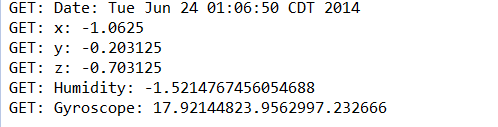 GET: Date: Tue Jun 24 01:06:50 CDT 2014
GET: x: -1.0625
GET: y: -0.203125
GET: z: -0.703125
GET: Humidity: -1.5214767456054688
GET: Gyroscope: 17.92144823.9562997.232666